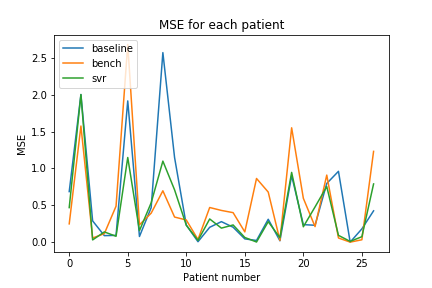 MSE for each patient
baseline
bench
svr
MSE
2.5
2.0
1.5
1.0
0.5
0.0
0 5 10 15 20 25
Patient number